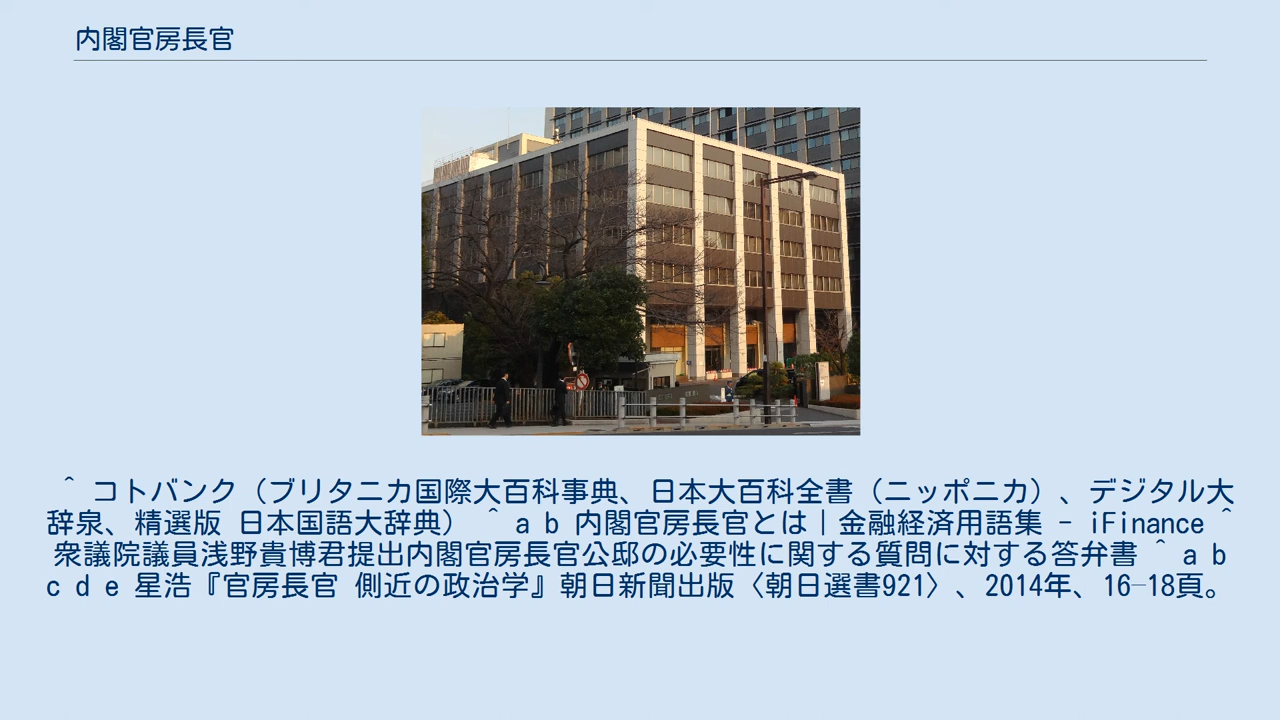 内閣官房長官
^ コトバンク（ブリタニカ国際大百科事典、日本大百科全書（ニッポニカ）、デジタル大
辞泉、精選版 日本国語大辞典） ^ a b 内閣官房長官とは｜金融経済用語集 - iFinance ^
衆議院議員浅野貴博君提出内閣官房長官公邸の必要性に関する質問に対する答弁書 ^ a b
c d e 星浩『官房長官 側近の政治学』朝日新聞出版〈朝日選書921〉、2014年、16–18頁。